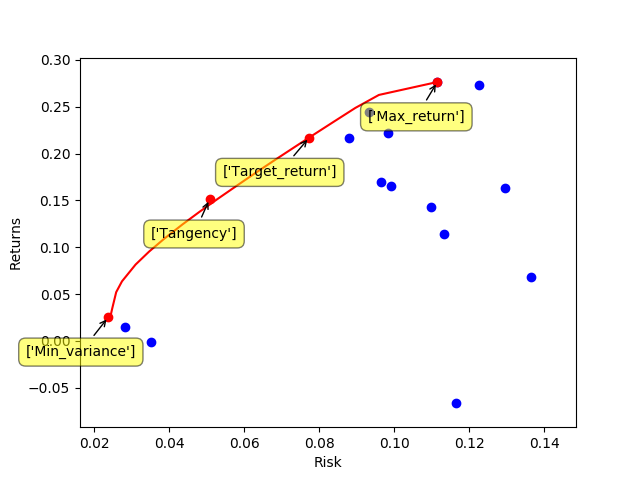 0.30
0.25
['Max_return']
0.20
['Target_return']
0.15
['Tangency']
0.10
0.05
0.00
['Min_variance']
−0.05
Returns
0.02 0.04 0.06 0.08 0.10 0.12 0.14
Risk